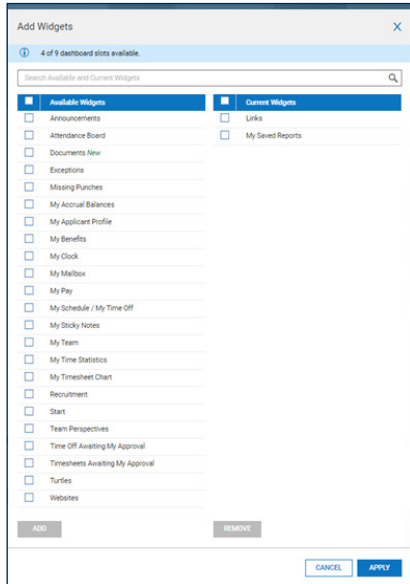 Add Widgets
4 of 9 dashboard slots available.
Search Available and Current Widgets
Available Widgets
Announcements
Attendance Board
Documents New
Exceptions
Missing Punches
My Accrual Balances
My Applicant Profile
My Benefits
My Clock
My Mailbox
My Pay
My Schedule / My Time Off
My Sticky Notes
My Team
My Time Statistics
My Timesheet Chart
Recruitment
Start
Team Perspectives
Time Off Awaiting My Approval
Timesheets Awaiting My Approval
Turtles
Websites
ADD
Current Widgets
Links
My Saved Reports
REMOVE
CANCEL
APPLY